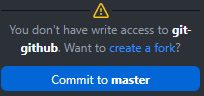 You don't have write access to git-
github. Want to create a fork?
Commit to master